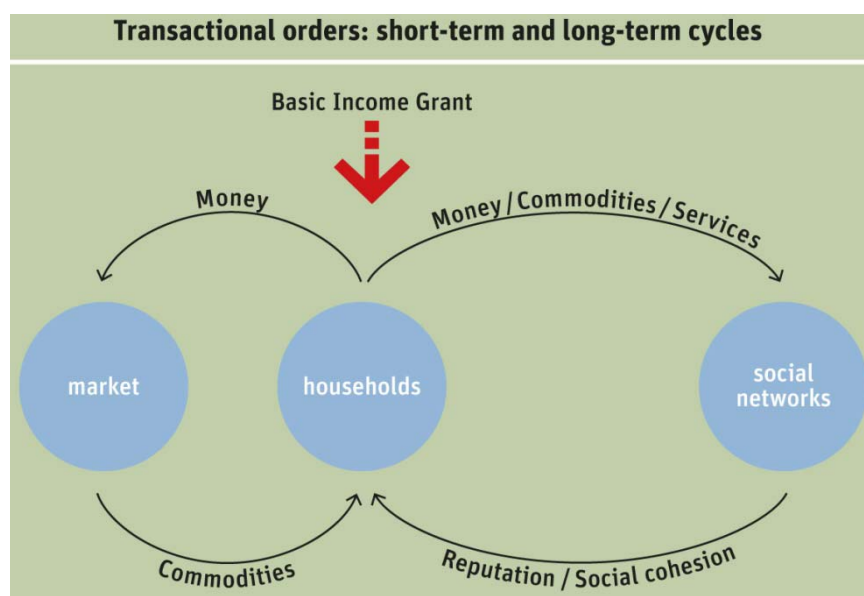 Transactional orders: short-term and long-term cycles
Basic Income Grant
Money
Money / Commodities / Services
market
households
social
networks
Commodities
Reputation / Social cohesion